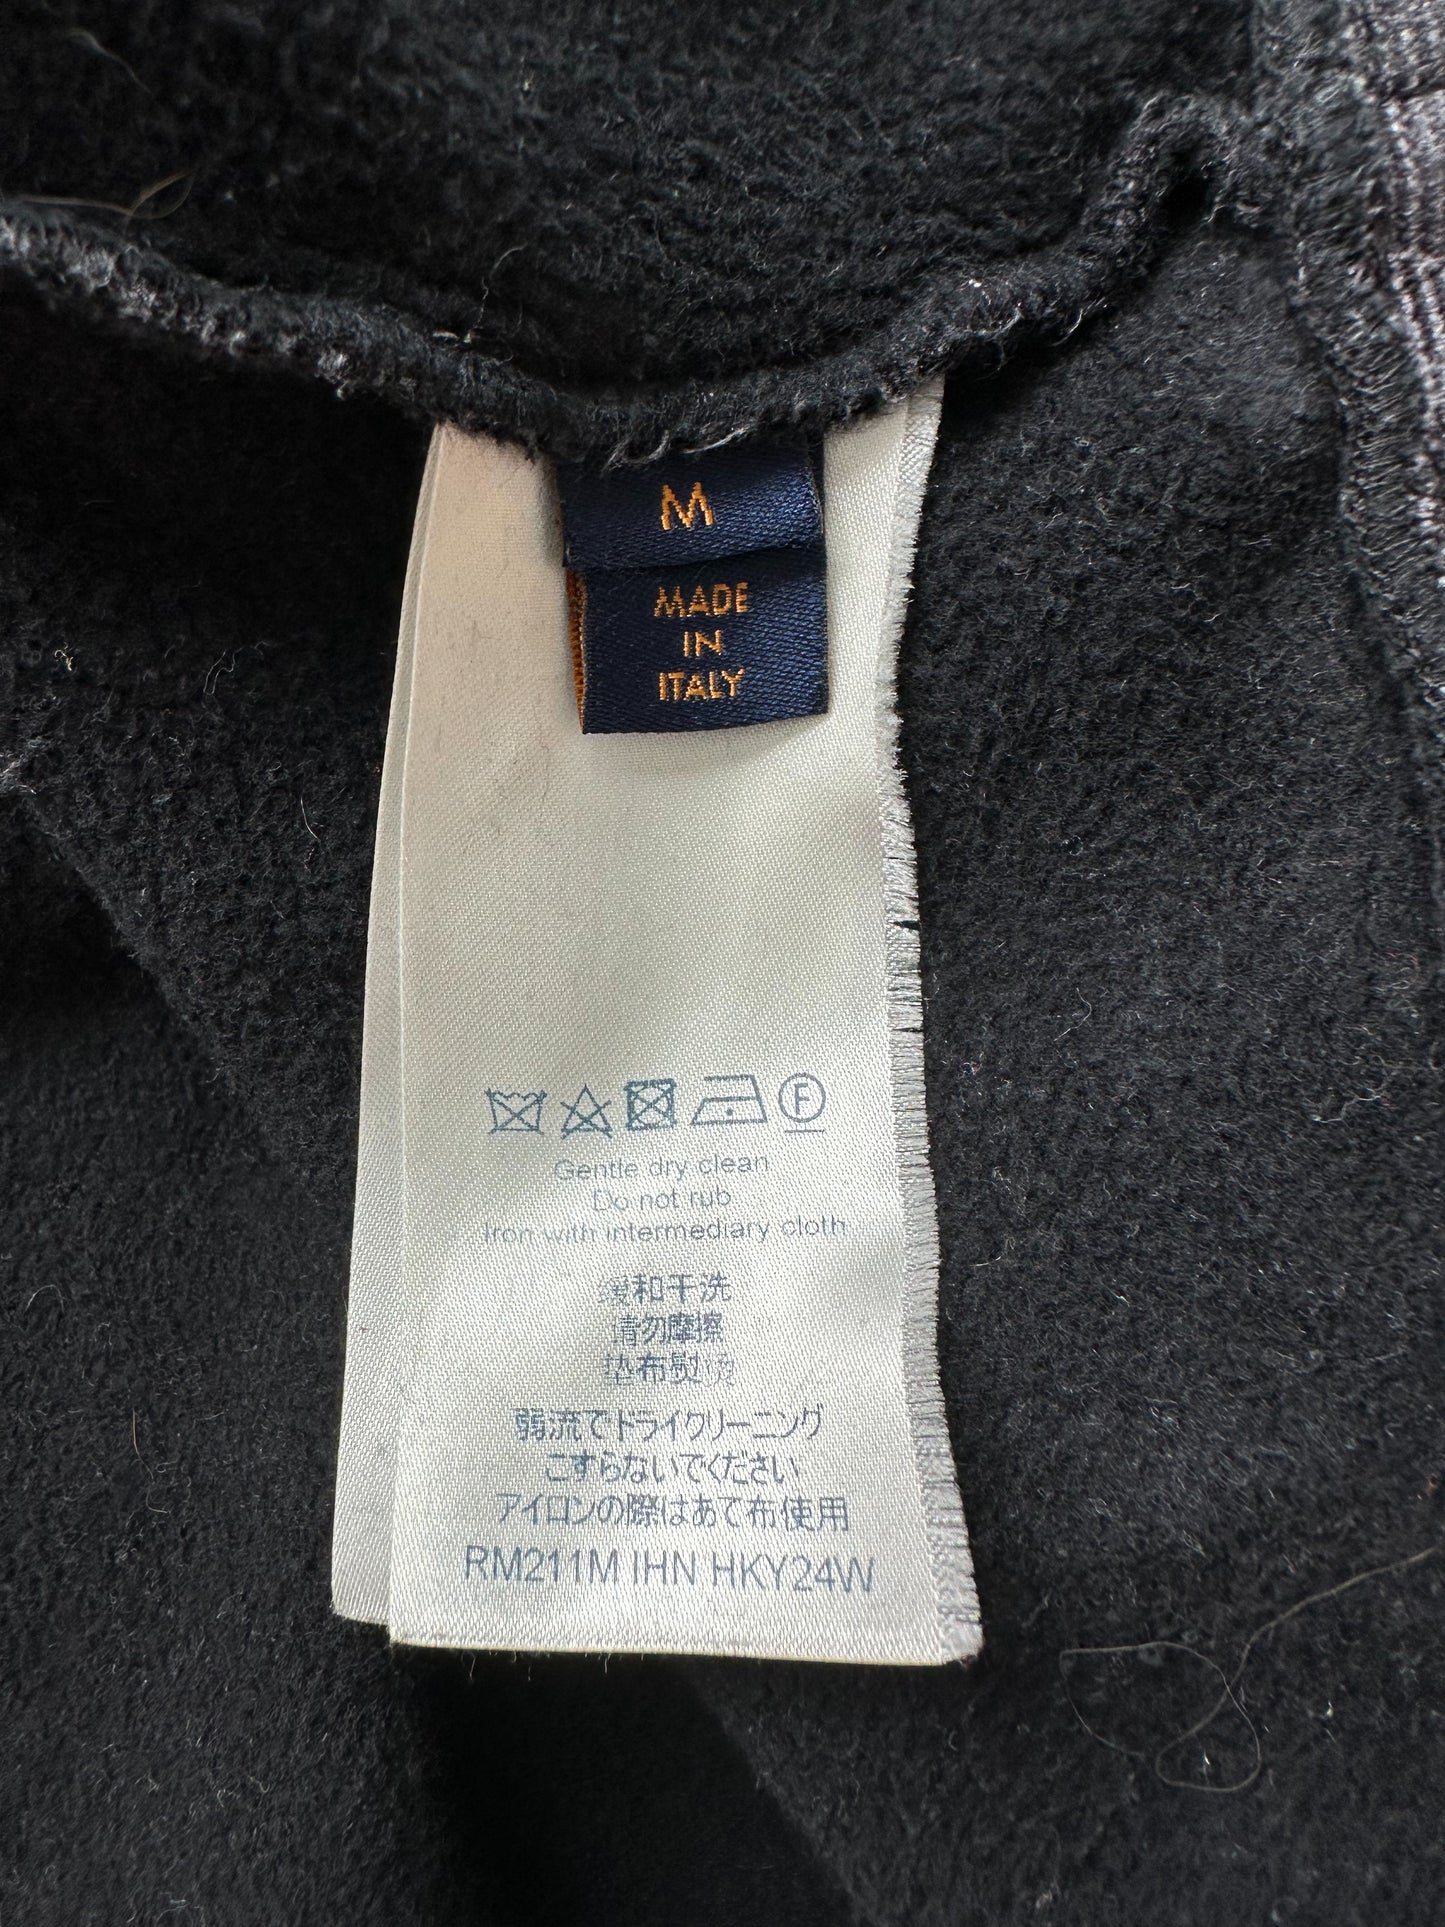 M
MADE
IN
ITALY
F
Gentle dry clean
Do not rub
Iron with intermediary cloth
缓和干洗
请勿摩擦
垫布熨烫
弱流でドライクリーニング
こすらないでください
アイロンの際はあて布使用
RM211M IHN HKY24W